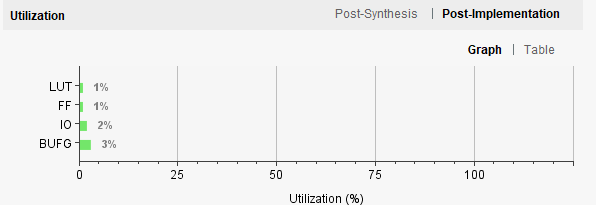 Utilization Post-Synthesis | Post-Implementation
Graph | Table
LUT 1%
FF 1%
IO 2%
BUFG 3%
0 25 50 75 100
Utilization (%)